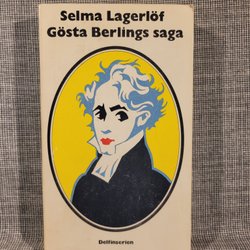 Selma Lagerlöf
Gösta Berlings saga
Delfinserien